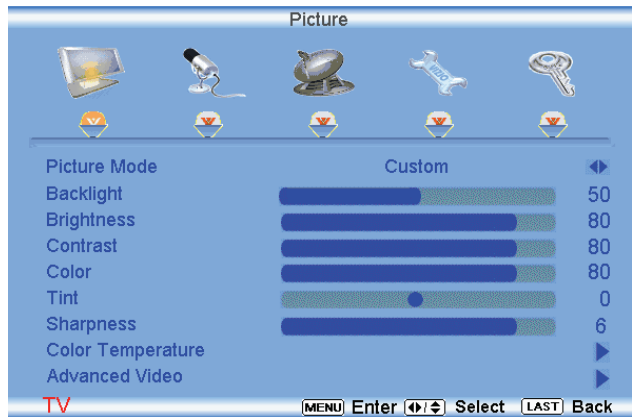 Picture
Picture Mode Custom
Backlight 50
Brightness 80
Contrast 80
Color 80
Tint 0
Sharpness 6
Color Temperature
Advanced Video
TV MENU Enter Select LAST Back